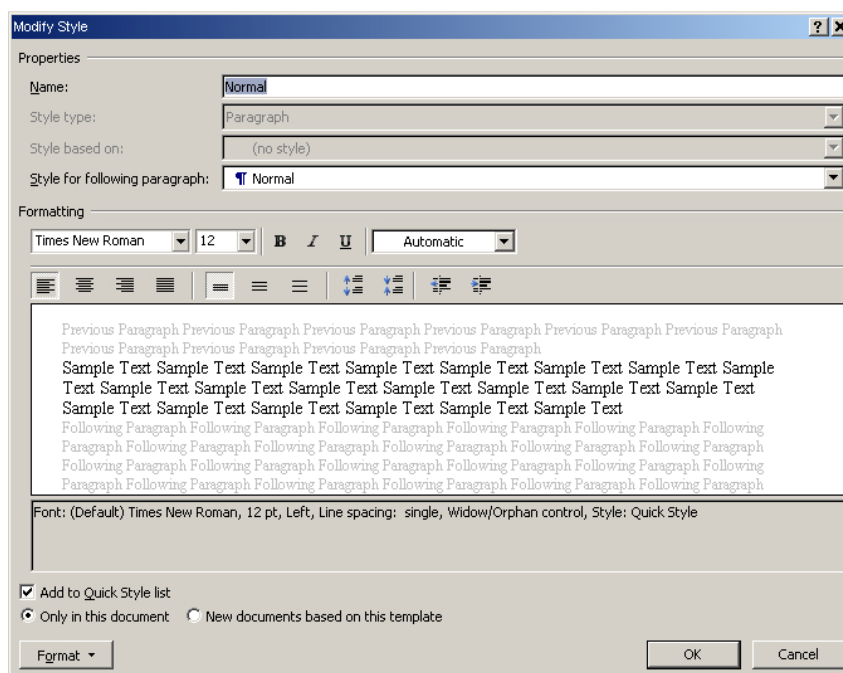 Modify Style
Properties
Name: Normal
Style type: Paragraph
Style based on: (no style)
Style for following paragraph: ¶ Normal
Formatting
Times New Roman 12 B I U Automatic
Previous Paragraph Previous Paragraph Previous Paragraph Previous Paragraph Previous Paragraph Previous Paragraph
Previous Paragraph Previous Paragraph Previous Paragraph Previous Paragraph
Sample Text Sample Text Sample Text Sample Text Sample Text Sample Text Sample Text Sample
Text Sample Text Sample Text Sample Text Sample Text Sample Text Sample Text Sample Text
Sample Text Sample Text Sample Text Sample Text Sample Text Sample Text
Following Paragraph Following Paragraph Following Paragraph Following Paragraph Following Paragraph Following
Paragraph Following Paragraph Following Paragraph Following Paragraph Following Paragraph Following Paragraph
Following Paragraph Following Paragraph Following Paragraph Following Paragraph Following Paragraph Following
Paragraph Following Paragraph Following Paragraph Following Paragraph Following Paragraph Following Paragraph
Font: (Default) Times New Roman, 12 pt, Left, Line spacing: single, Widow/Orphan control, Style: Quick Style
Add to Quick Style list
Only in this document New documents based on this template
Format OK Cancel